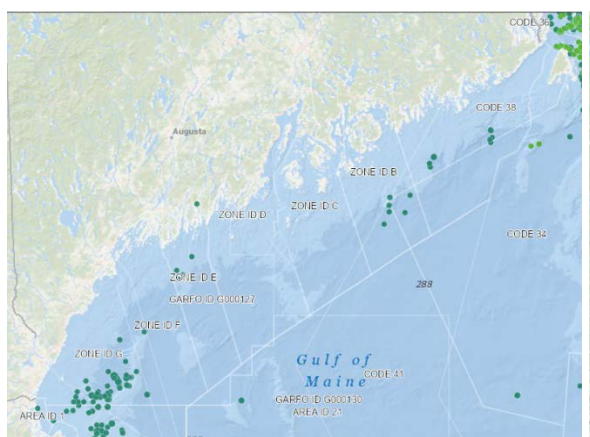 CODE 36
CODE 38
Augusta
ZONE ID B
ZONE ID C
ZONE ID D
CODE 34
ZONE ID E
288
GARFO ID G000127
ZONE ID F
ZONE ID G
Gulf of
Maine
CODE 41
GARFO ID G000130
AREA ID 1
AREA ID 21